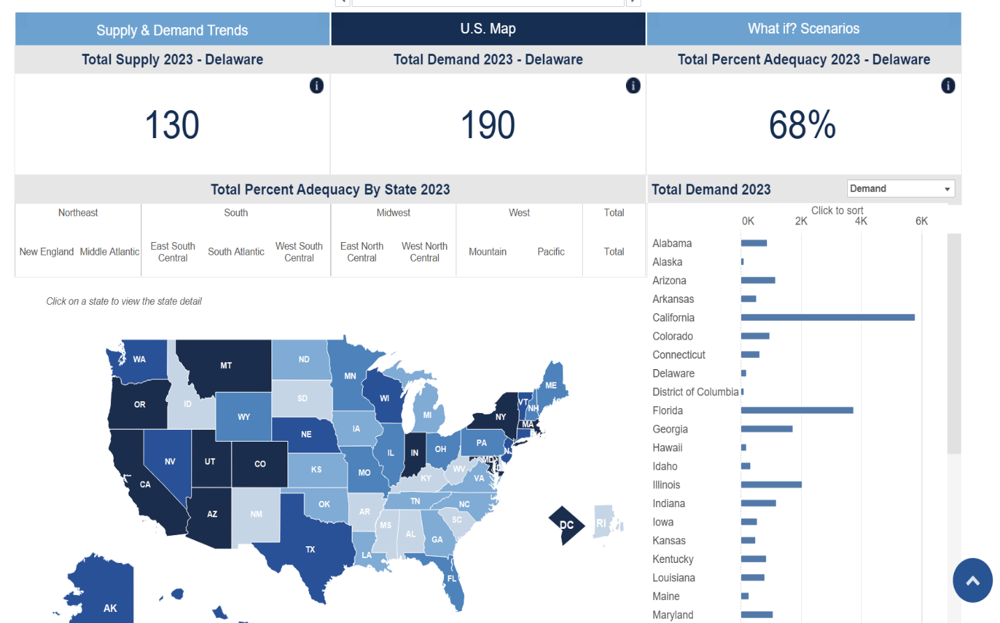 Supply & Demand Trends
U.S. Map
What if? Scenarios
Total Supply 2023 - Delaware
Total Demand 2023 - Delaware
Total Percent Adequacy 2023 - Delaware
i
i
i
130
190
68%
Total Percent Adequacy By State 2023
Total Demand 2023
Demand
Northeast
South
Midwest
West
Total
New England
Middle Atlantic
East South
Central
South Atlantic
West South
Central
East North
Central
West North
Central
Mountain
Pacific
Total
Click to sort
0K
2K
4K
6K
Click on a state to view the state detail
Alabama
Alaska
Arizona
Arkansas
California
Colorado
Connecticut
Delaware
District of Columbia
Florida
Georgia
Hawaii
Idaho
Illinois
Indiana
Iowa
Kansas
Kentucky
Louisiana
Maine
Maryland
WA
MT
ND
MN
ME
OR
ID
SD
WI
VT
NH
WY
MI
NY
MA
IA
NE
PA
NJ
NV
UT
CO
IL
IN
OH
MD
KS
MO
WV
VA
KY
CA
AZ
NM
OK
AR
TN
NC
SC
MS
AL
GA
DC
RI
TX
LA
FL
AK